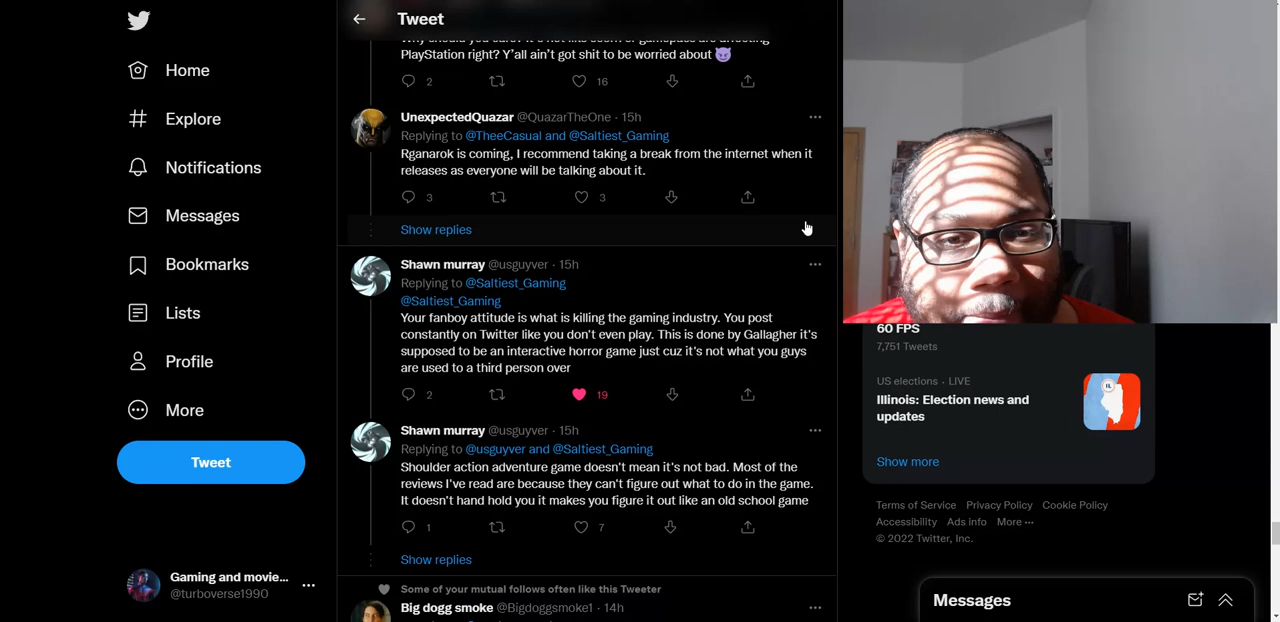 Tweet
PlayStation right? Y'all ain't got shit to be worried about 😈
2 16
UnexpectedQuazar @QuazarTheOne · 15h
Replying to @TheeCasual and @Saltiest_Gaming
Rganarok is coming, I recommend taking a break from the internet when it
releases as everyone will be talking about it.
3 3
Show replies
Shawn murray @usguyver · 15h
Replying to @Saltiest_Gaming
@Saltiest_Gaming
Your fanboy attitude is what is killing the gaming industry. You post
constantly on Twitter like you don't even play. This is done by Gallagher it's
supposed to be an interactive horror game just cuz it's not what you guys
are used to a third person over
2 19
Shawn murray @usguyver · 15h
Replying to @usguyver and @Saltiest_Gaming
Shoulder action adventure game doesn't mean it's not bad. Most of the
reviews I've read are because they can't figure out what to do in the game.
It doesn't hand hold you it makes you figure it out like an old school game
1 7
Show replies
Some of your mutual follows often like this Tweeter
Big dogg smoke @Bigdoggsmoke1 · 14h
Home
Explore
Notifications
Messages
Bookmarks
Lists
Profile
More
Tweet
Gaming and movie...
@turboverse1990
60 FPS
7,751 Tweets
US elections · LIVE
Illinois: Election news and
updates
IL
Show more
Terms of Service Privacy Policy Cookie Policy
Accessibility Ads info More ···
© 2022 Twitter, Inc.
Messages